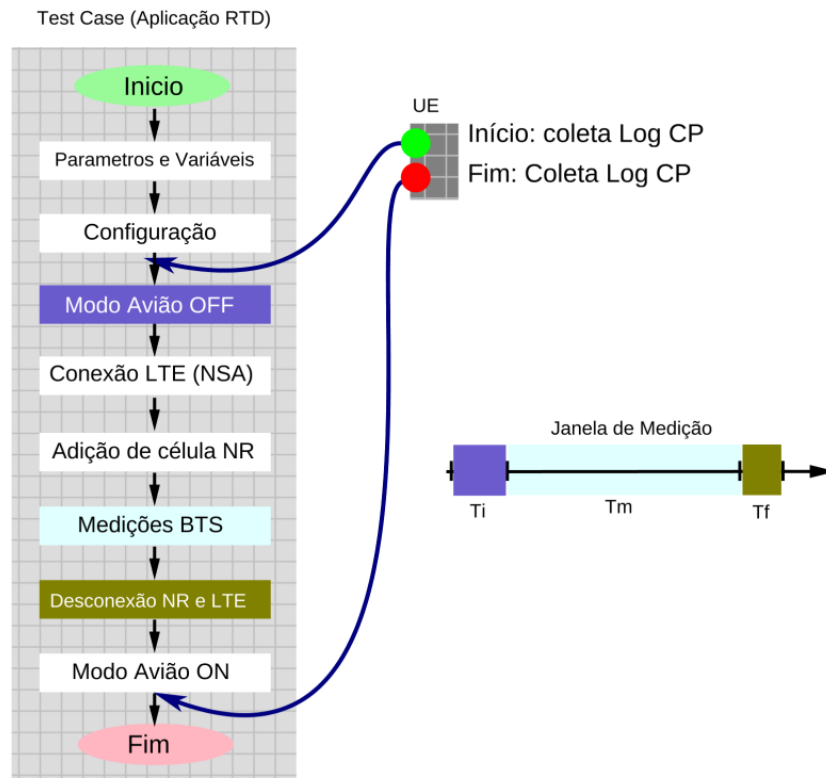 Test Case (Aplicação RTD)
Inicio
Parametros e Variáveis
Configuração
Modo Avião OFF
Conexão LTE (NSA)
Adição de célula NR
Medições BTS
Desconexão NR e LTE
Modo Avião ON
Fim
UE
Início: coleta Log CP
Fim: Coleta Log CP
Janela de Medição
Ti
Tm
Tf